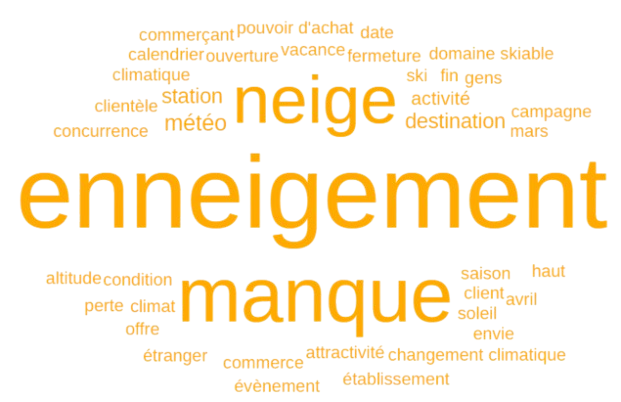 commerçant pouvoir d'achat date
calendrier ouverture vacance fermeture domaine skiable
climatique neige ski fin gens
clientèle station activité
concurrence météo destination campagne
mars
enneigement
altitude condition manque saison haut
perte climat client avril
offre soleil
envie
étranger commerce attractivité changement climatique
évènement établissement